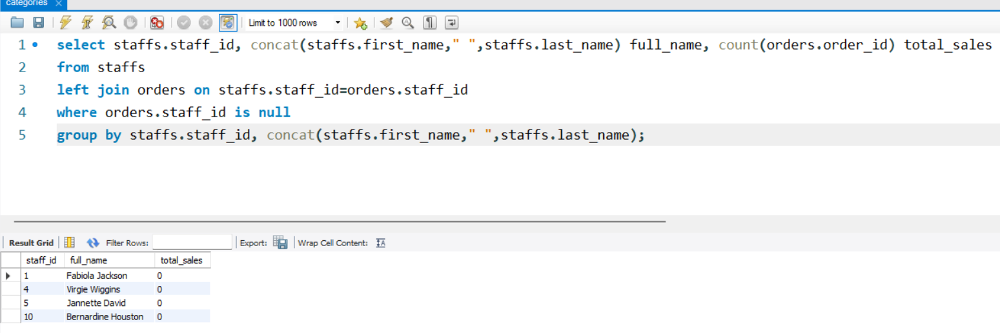 categories
Limit to 1000 rows
1 select staffs.staff_id, concat(staffs.first_name," ",staffs.last_name) full_name, count(orders.order_id) total_sales
2 from staffs
3 left join orders on staffs.staff_id=orders.staff_id
4 where orders.staff_id is null
5 group by staffs.staff_id, concat(staffs.first_name," ",staffs.last_name);
Result Grid Filter Rows: Export: Wrap Cell Content: IA
staff_id full_name total_sales
1 Fabiola Jackson 0
4 Virgie Wiggins 0
5 Jannette David 0
10 Bernardine Houston 0